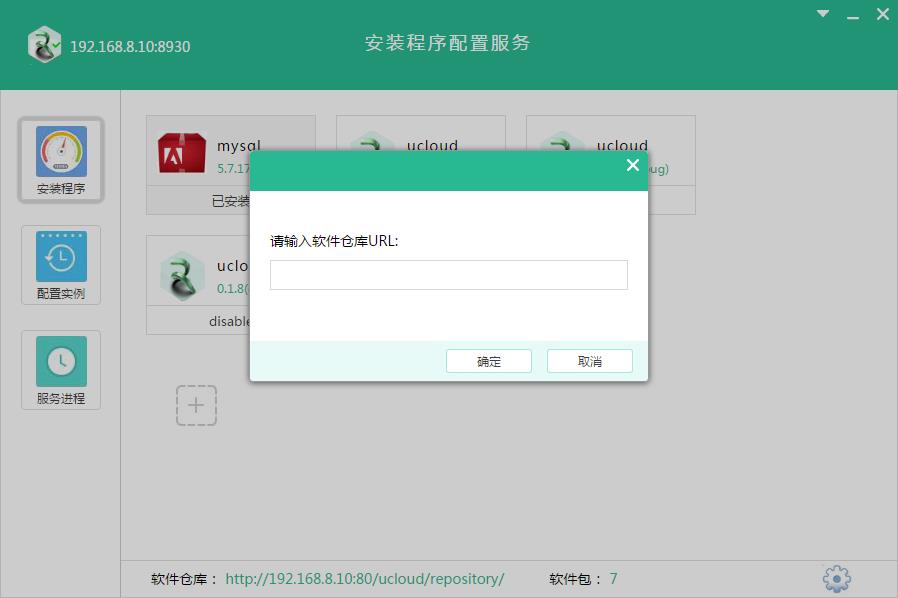 192.168.8.10:8930
安装程序配置服务
安装程序
配置实例
服务进程
mysql
5.7.17
已安装
ucloud
ucloud
ug)
uclo
0.1.8(
disable
请输入软件仓库URL:
确定
取消
软件仓库： http://192.168.8.10:80/ucloud/repository/
软件包： 7